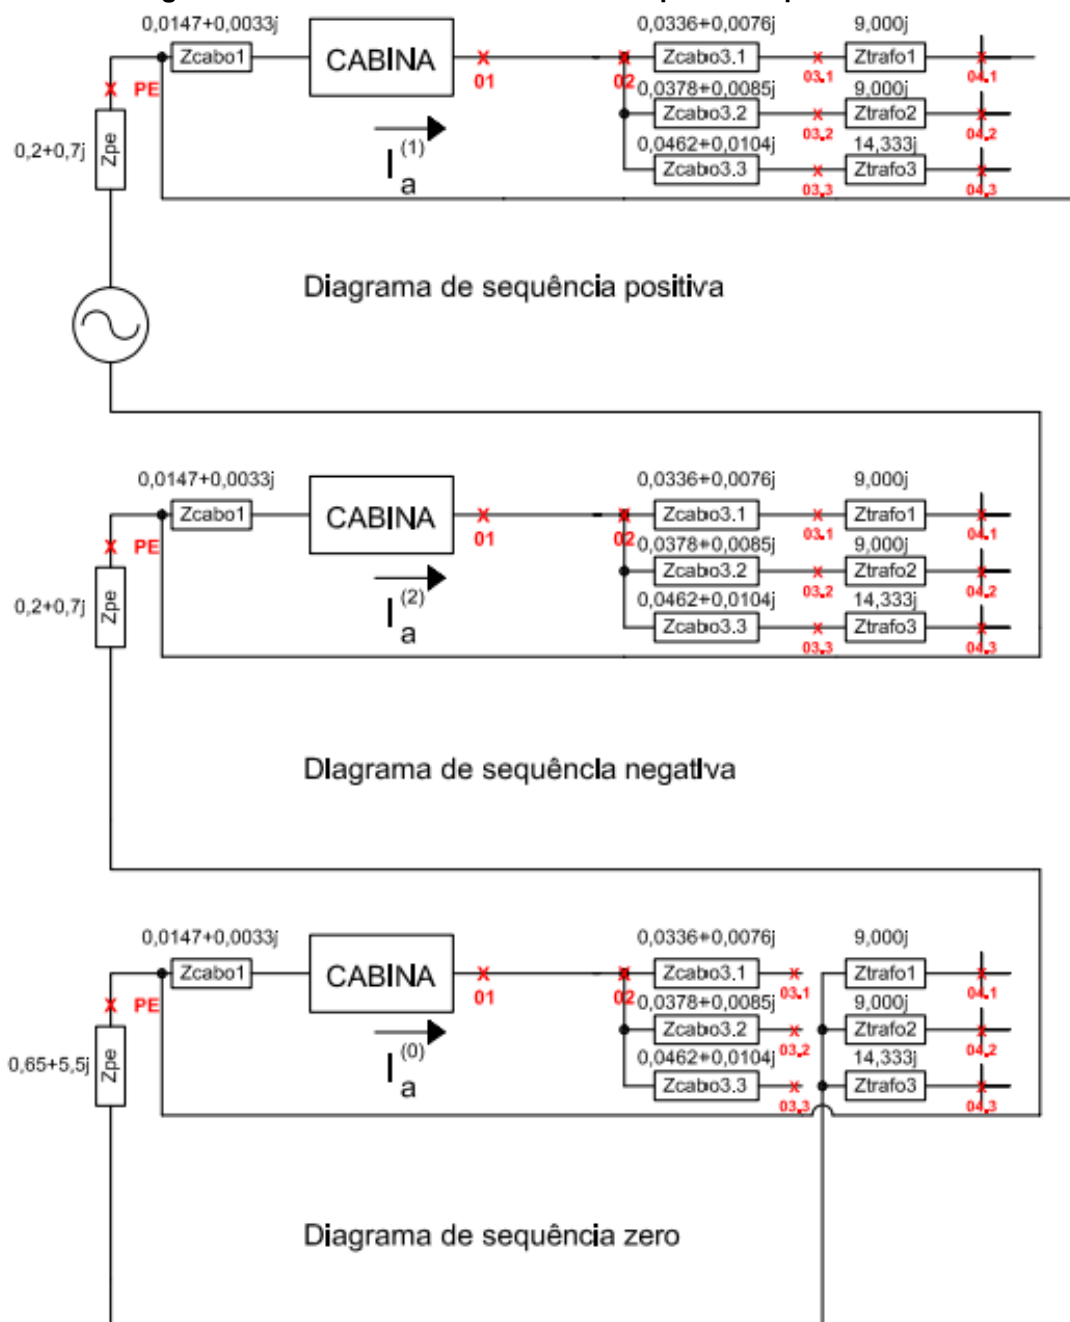 0,0147+0,0033j 0,0336+0,0076j 9,000j
Zcabo1 CABINA Zcabo3.1 Ztrafo1
PE 01 02 03.1 04.1
0,0378+0,0085j 9,000j
Zcabo3.2 Ztrafo2
03.2 04.2
0,2+0,7j Zpe I a (1) 0,0462+0,0104j 14,333j
Zcabo3.3 Ztrafo3
03.3 04.3
Diagrama de sequência positiva
0,0147+0,0033j 0,0336+0,0076j 9,000j
Zcabo1 CABINA Zcabo3.1 Ztrafo1
PE 01 02 03.1 04.1
0,0378+0,0085j 9,000j
Zcabo3.2 Ztrafo2
03.2 04.2
0,2+0,7j Zpe I a (2) 0,0462+0,0104j 14,333j
Zcabo3.3 Ztrafo3
03.3 04.3
Diagrama de sequência negativa
0,0147+0,0033j 0,0336+0,0076j 9,000j
Zcabo1 CABINA Zcabo3.1 Ztrafo1
PE 01 02 03.1 04.1
0,0378+0,0085j 9,000j
Zcabo3.2 Ztrafo2
03.2 04.2
0,65+5,5j Zpe I a (0) 0,0462+0,0104j 14,333j
Zcabo3.3 Ztrafo3
03.3 04.3
Diagrama de sequência zero